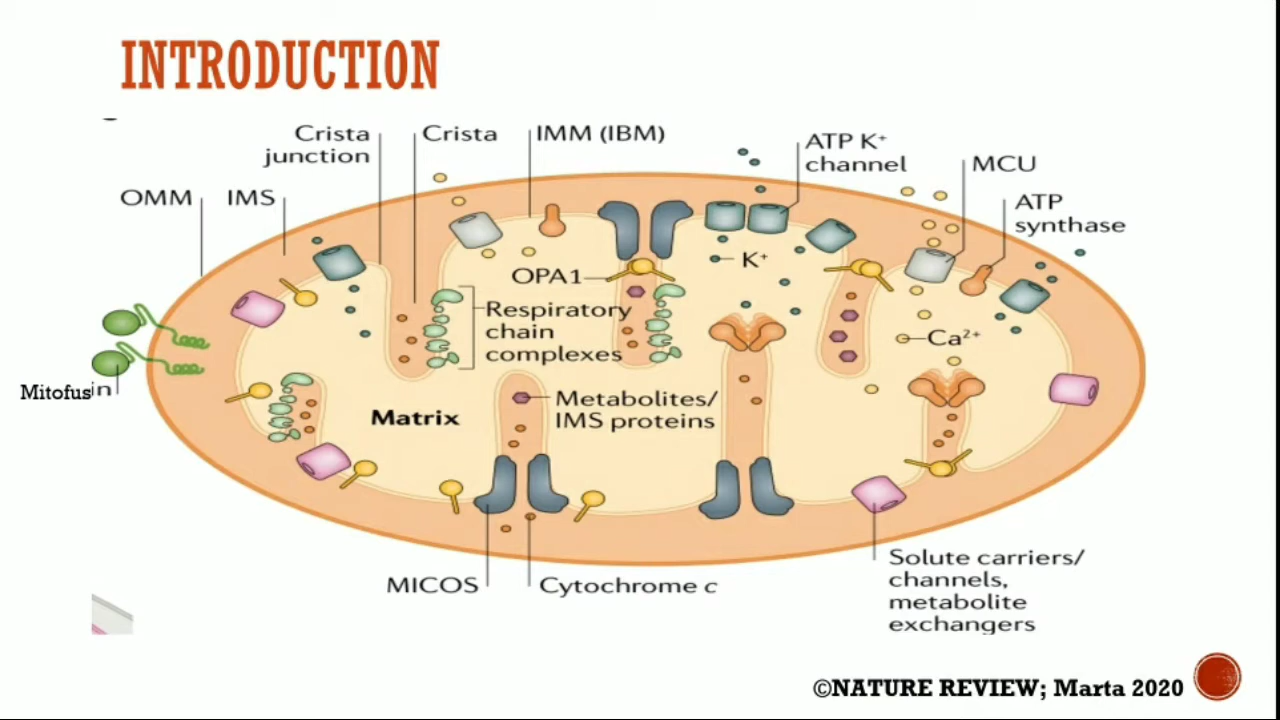 INTRODUCTION
Crista
junction
Crista
IMM (IBM)
ATP K⁺
channel
MCU
OMM
IMS
ATP
synthase
OPA1
K⁺
Respiratory
chain
complexes
Ca²⁺
Mitofusin
Matrix
Metabolites/
IMS proteins
MICOS
Cytochrome c
Solute carriers/
channels,
metabolite
exchangers
©NATURE REVIEW; Marta 2020